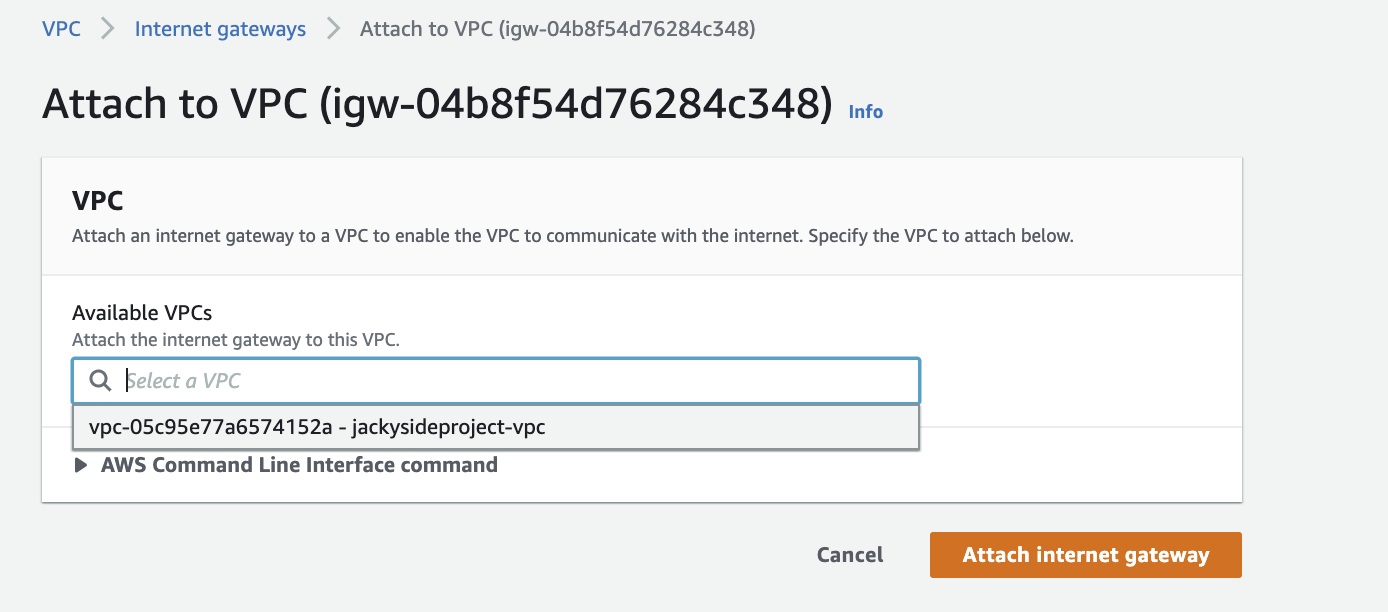 VPC > Internet gateways > Attach to VPC (igw-04b8f54d76284c348)
Attach to VPC (igw-04b8f54d76284c348) Info
VPC
Attach an internet gateway to a VPC to enable the VPC to communicate with the internet. Specify the VPC to attach below.
Available VPCs
Attach the internet gateway to this VPC.
Select a VPC
vpc-05c95e77a6574152a - jackysideproject-vpc
AWS Command Line Interface command
Cancel Attach internet gateway